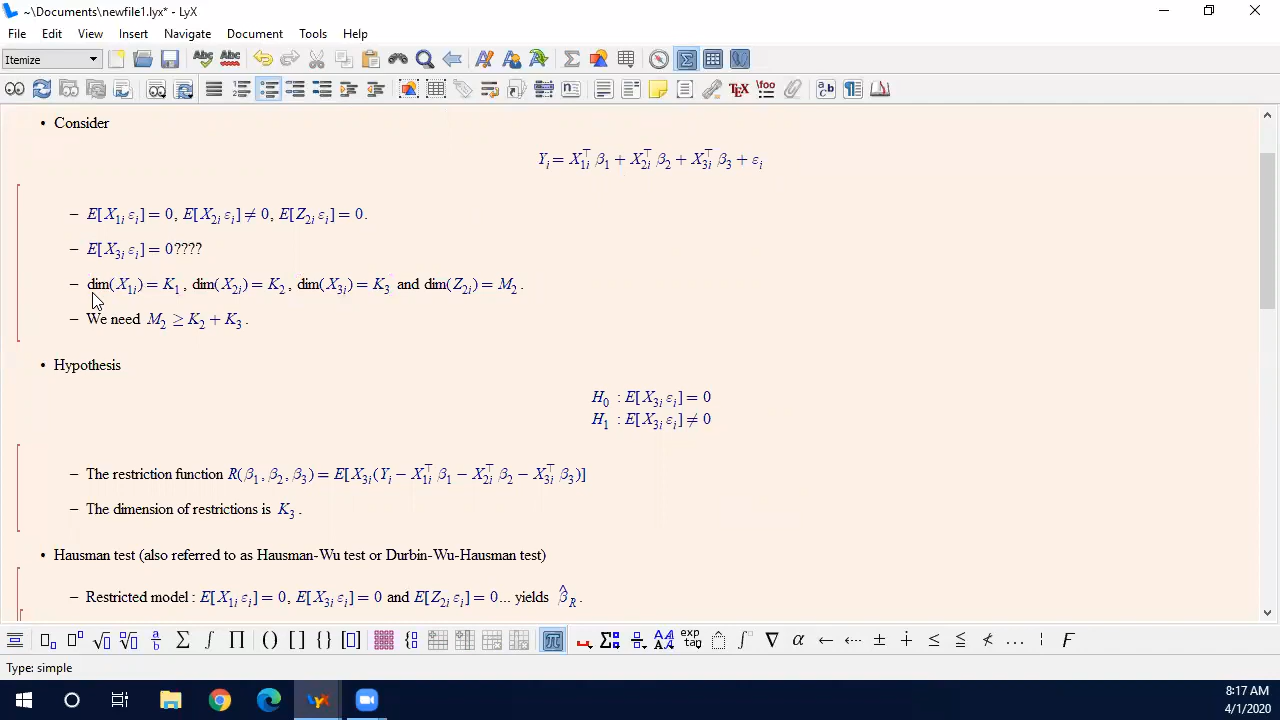 ~\Documents\newfile1.lyx* - LyX
File Edit View Insert Navigate Document Tools Help
Itemize
• Consider
Y_i = X_{1i}^⊤ β_1 + X_{2i}^⊤ β_2 + X_{3i}^⊤ β_3 + ε_i
– E[X_{1i} ε_i] = 0, E[X_{2i} ε_i] ≠ 0, E[Z_{2i} ε_i] = 0.
– E[X_{3i} ε_i] = 0????
– dim(X_{1i}) = K_1, dim(X_{2i}) = K_2, dim(X_{3i}) = K_3 and dim(Z_{2i}) = M_2.
– We need M_2 ≥ K_2 + K_3.
• Hypothesis
H_0 : E[X_{3i} ε_i] = 0
H_1 : E[X_{3i} ε_i] ≠ 0
– The restriction function R(β_1, β_2, β_3) = E[X_{3i}(Y_i − X_{1i}^⊤ β_1 − X_{2i}^⊤ β_2 − X_{3i}^⊤ β_3)]
– The dimension of restrictions is K_3.
• Hausman test (also referred to as Hausman-Wu test or Durbin-Wu-Hausman test)
– Restricted model : E[X_{1i} ε_i] = 0, E[X_{3i} ε_i] = 0 and E[Z_{2i} ε_i] = 0... yields \hat{β}_R.
Type: simple
8:17 AM
4/1/2020